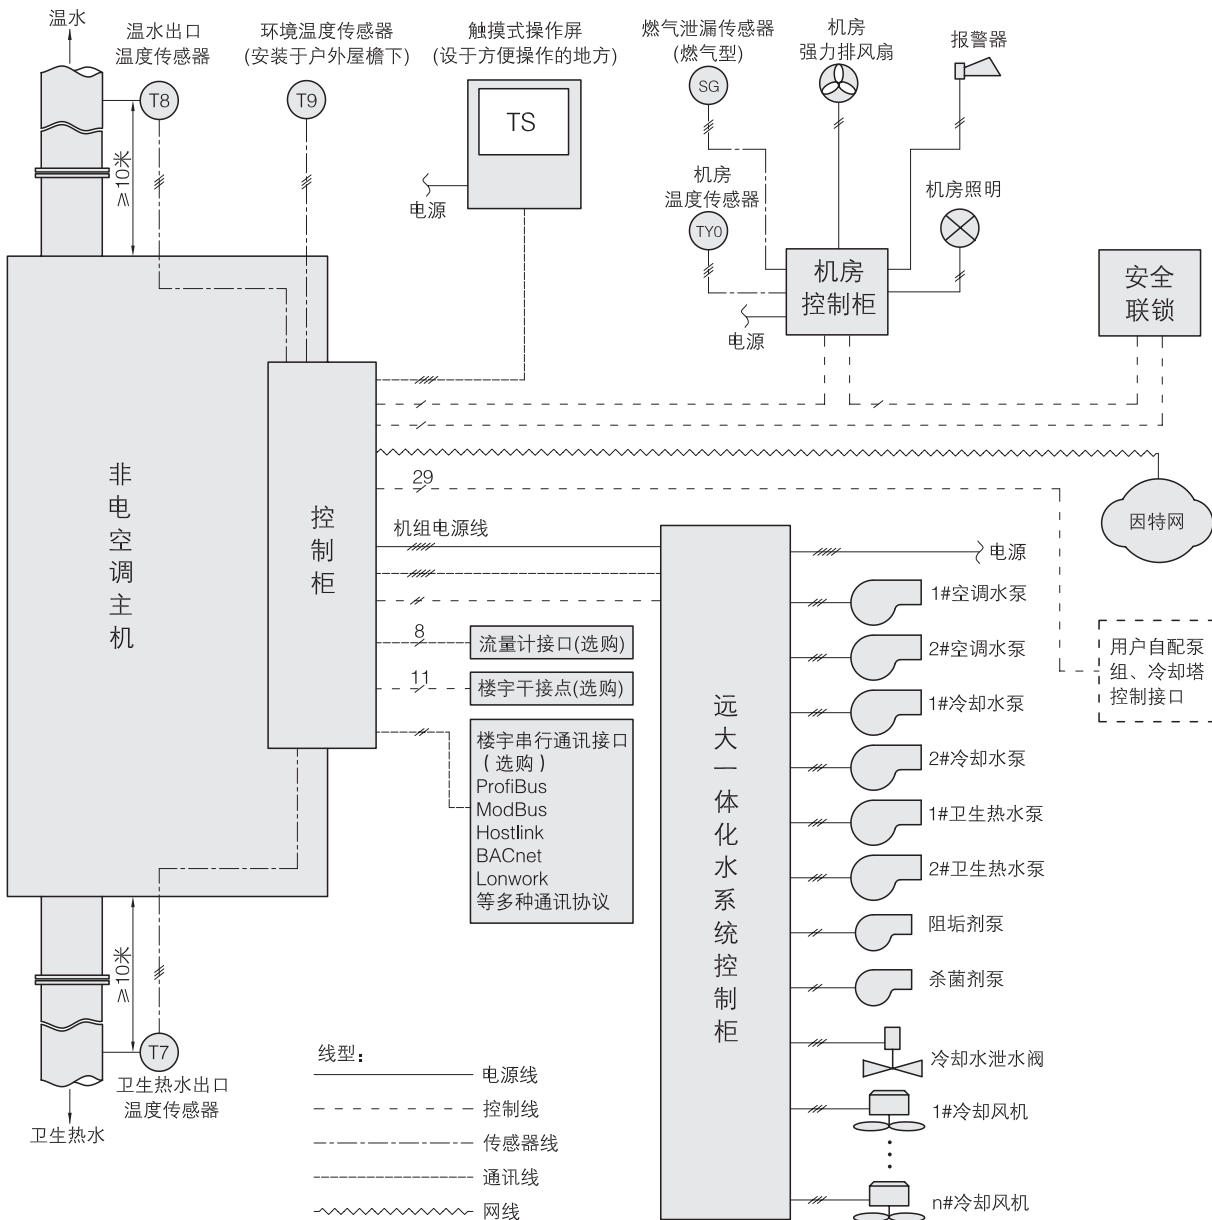 温水
温水出口
温度传感器
环境温度传感器
(安装于户外屋檐下)
触摸式操作屏
(设于方便操作的地方)
燃气泄漏传感器
(燃气型)
机房
强力排风扇
报警器
T8
T9
TS
SG
≥10米
电源
机房
温度传感器
TY0
机房照明
机房
控制柜
电源
安全
联锁
非电空调主机
控制柜
29
因特网
机组电源线
8
流量计接口(选购)
11
楼宇干接点(选购)
楼宇串行通讯接口
(选购)
ProfiBus
ModBus
Hostlink
BACnet
Lonwork
等多种通讯协议
远大一体化水系统控制柜
电源
1#空调水泵
2#空调水泵
1#冷却水泵
2#冷却水泵
1#卫生热水泵
2#卫生热水泵
阻垢剂泵
杀菌剂泵
冷却水泄水阀
1#冷却风机
n#冷却风机
用户自配泵
组、冷却塔
控制接口
≥10米
T7
卫生热水出口
温度传感器
卫生热水
线型：
电源线
控制线
传感器线
通讯线
网线